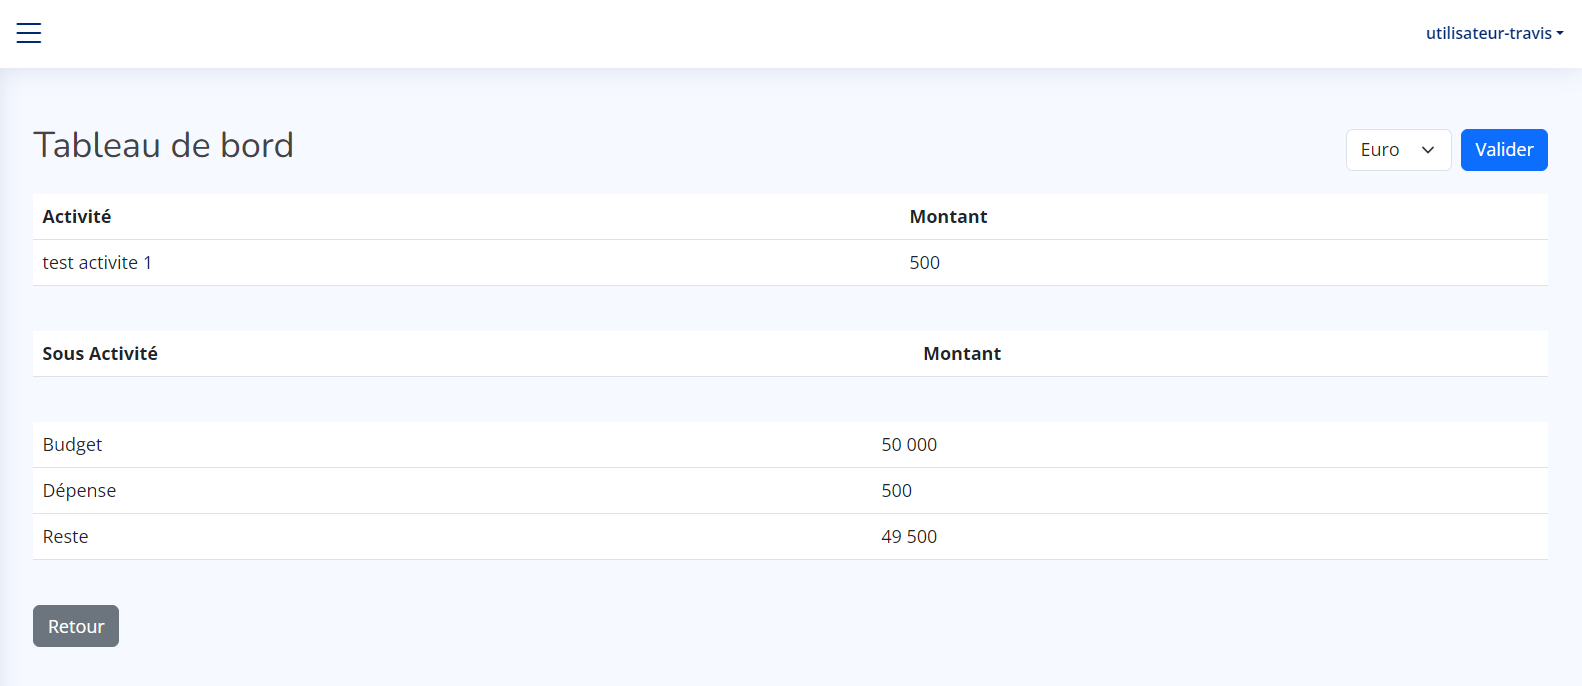 utilisateur-travis
Tableau de bord
Euro Valider
Activité Montant
test activite 1 500
Sous Activité Montant
Budget 50 000
Dépense 500
Reste 49 500
Retour